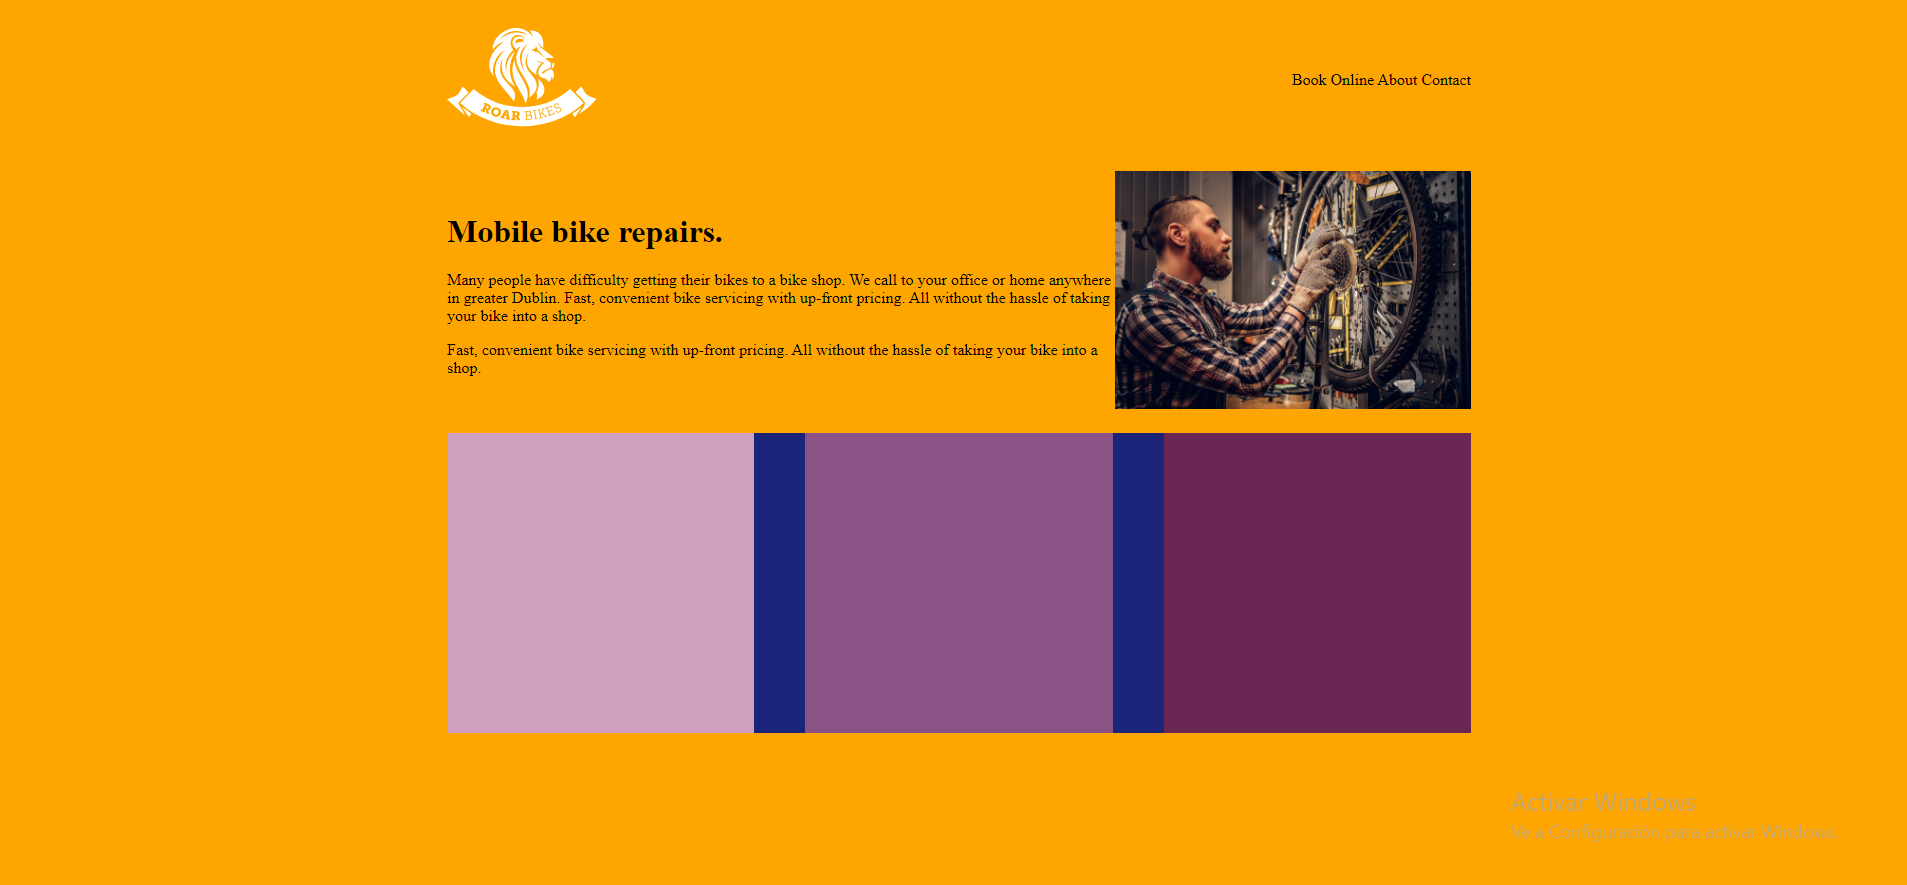 ROAR BIKES
Book Online About Contact
Mobile bike repairs.
Many people have difficulty getting their bikes to a bike shop. We call to your office or home anywhere
in greater Dublin. Fast, convenient bike servicing with up-front pricing. All without the hassle of taking
your bike into a shop.
Fast, convenient bike servicing with up-front pricing. All without the hassle of taking your bike into a
shop.
Activar Windows
Ve a Configuración para activar Windows.